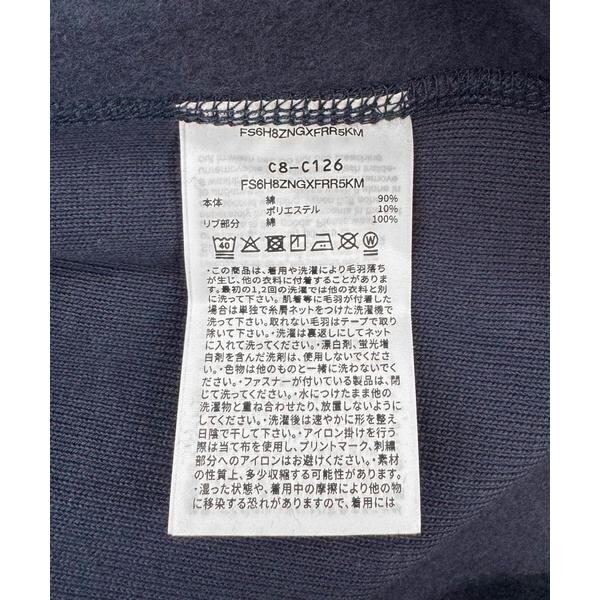 FS6H8ZNGXFRR5KM
C8-C126
FS6H8ZNGXFRR5KM
本体 綿 90%
ポリエステル 10%
リブ部分 綿 100%
40 W
・この商品は、着用や洗濯により毛羽落ち
が生じ、他の衣料に付着することがありま
す。最初の1,2回の洗濯では他の衣料と別
に洗って下さい。肌着等に毛羽が付着した
場合は単独で糸屑ネットをつけた洗濯機で
洗って下さい。取れない毛羽はテープで取り
除いて下さい。・洗濯は裏返しにしてネット
に入れて洗ってください。・漂白剤、蛍光増
白剤を含んだ洗剤は、使用しないでくださ
い。・色物は他のものと一緒に洗わないでく
ださい。・ファスナーが付いている製品は、閉
じて洗ってください。・水につけたまま他の
洗濯物と重ね合わせたり、放置しないように
してください。・洗濯後は速やかに形を整え
日陰で干して下さい。・アイロン掛けを行う
際は当て布を使用し、プリントマーク、刺繍
部分へのアイロンはお避けください。・素材
の性質上、多少収縮する可能性があります。
・湿った状態や、着用中の摩擦により他の物
に移染する恐れがありますので、着用には